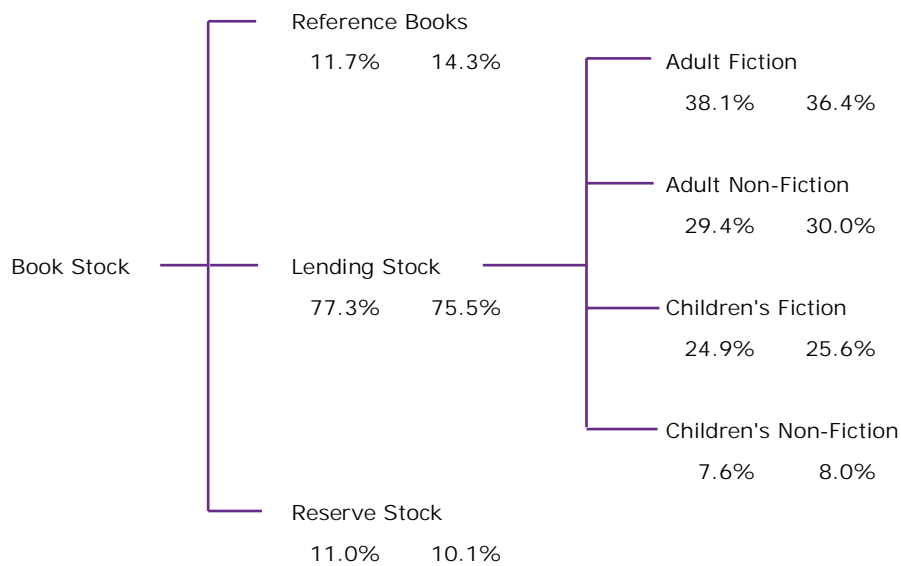 Reference Books
11.7% 14.3%
Adult Fiction
38.1% 36.4%
Adult Non-Fiction
29.4% 30.0%
Book Stock
Lending Stock
77.3% 75.5%
Children's Fiction
24.9% 25.6%
Children's Non-Fiction
7.6% 8.0%
Reserve Stock
11.0% 10.1%